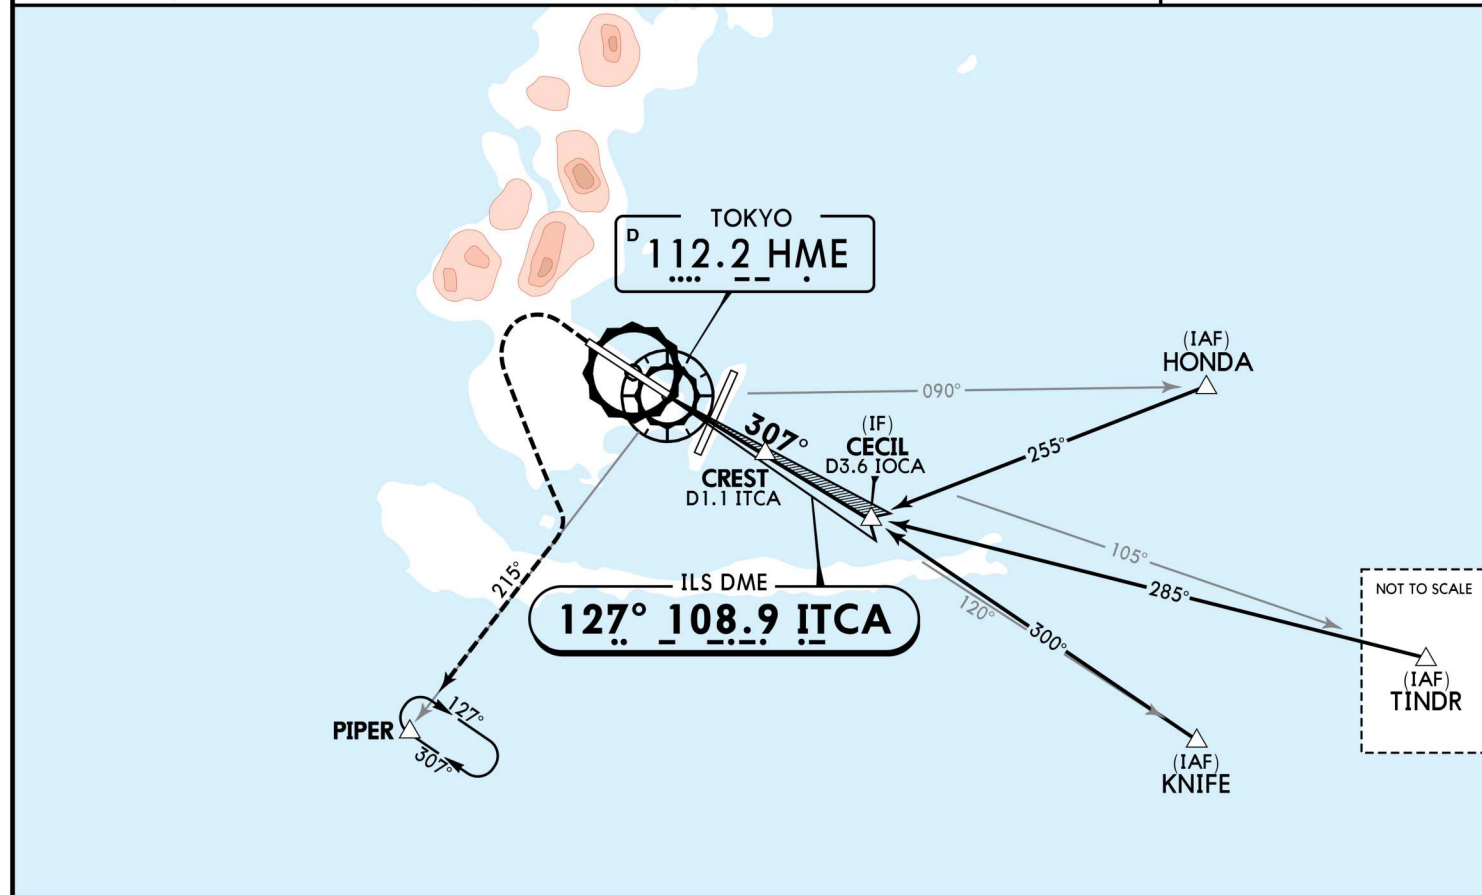 TOKYO
D 112.2 HME
(IAF)
HONDA
090°
307°
(IF)
CECIL
D3.6 IOCA
255°
CREST
D1.1 ITCA
105°
285°
NOT TO SCALE
215°
ILS DME
127° 108.9 ITCA
120°
300°
(IAF)
TINDR
127°
PIPER
307°
(IAF)
KNIFE